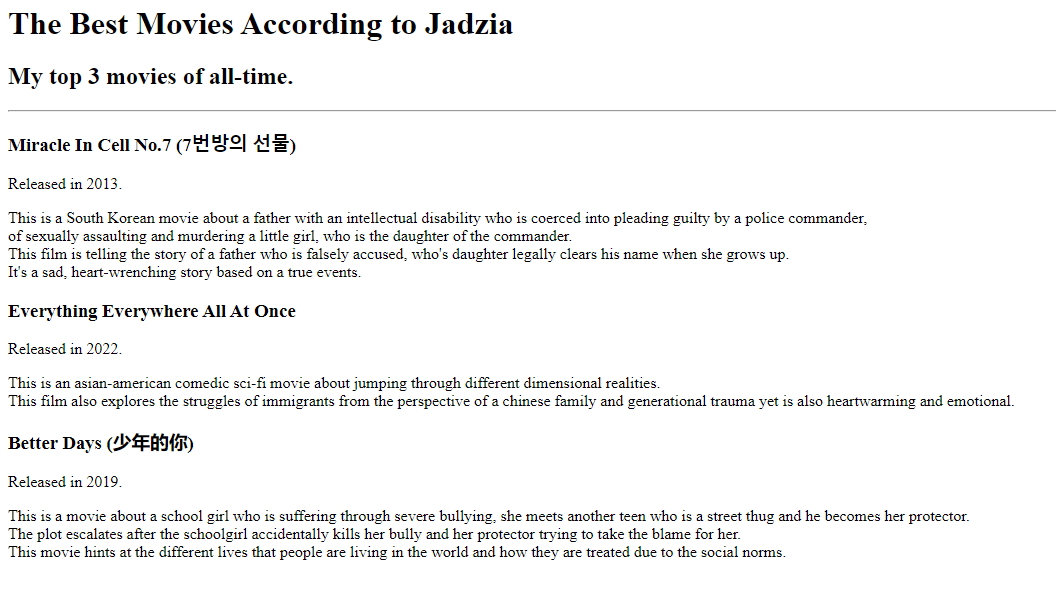 The Best Movies According to Jadzia
My top 3 movies of all-time.
Miracle In Cell No.7 (7번방의 선물)
Released in 2013.
This is a South Korean movie about a father with an intellectual disability who is coerced into pleading guilty by a police commander,
of sexually assaulting and murdering a little girl, who is the daughter of the commander.
This film is telling the story of a father who is falsely accused, who's daughter legally clears his name when she grows up.
It's a sad, heart-wrenching story based on a true events.
Everything Everywhere All At Once
Released in 2022.
This is an asian-american comedic sci-fi movie about jumping through different dimensional realities.
This film also explores the struggles of immigrants from the perspective of a chinese family and generational trauma yet is also heartwarming and emotional.
Better Days (少年的你)
Released in 2019.
This is a movie about a school girl who is suffering through severe bullying, she meets another teen who is a street thug and he becomes her protector.
The plot escalates after the schoolgirl accidentally kills her bully and her protector trying to take the blame for her.
This movie hints at the different lives that people are living in the world and how they are treated due to the social norms.